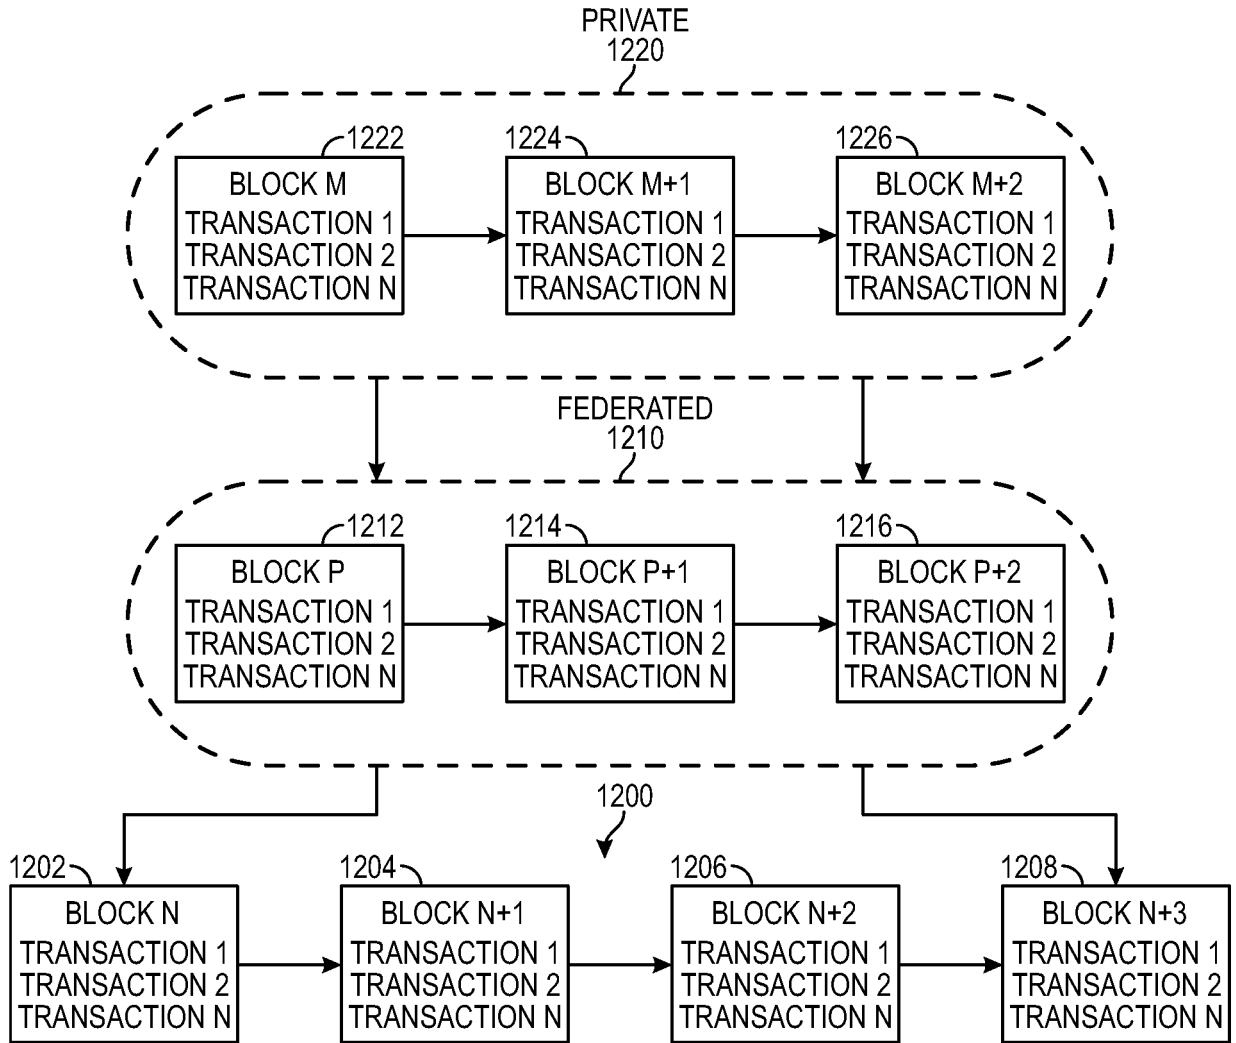 PRIVATE
1220
1222
1224
1226
BLOCK M
TRANSACTION 1
TRANSACTION 2
TRANSACTION N
BLOCK M+1
TRANSACTION 1
TRANSACTION 2
TRANSACTION N
BLOCK M+2
TRANSACTION 1
TRANSACTION 2
TRANSACTION N
FEDERATED
1210
1212
1214
1216
BLOCK P
TRANSACTION 1
TRANSACTION 2
TRANSACTION N
BLOCK P+1
TRANSACTION 1
TRANSACTION 2
TRANSACTION N
BLOCK P+2
TRANSACTION 1
TRANSACTION 2
TRANSACTION N
1200
1202
1204
1206
1208
BLOCK N
TRANSACTION 1
TRANSACTION 2
TRANSACTION N
BLOCK N+1
TRANSACTION 1
TRANSACTION 2
TRANSACTION N
BLOCK N+2
TRANSACTION 1
TRANSACTION 2
TRANSACTION N
BLOCK N+3
TRANSACTION 1
TRANSACTION 2
TRANSACTION N